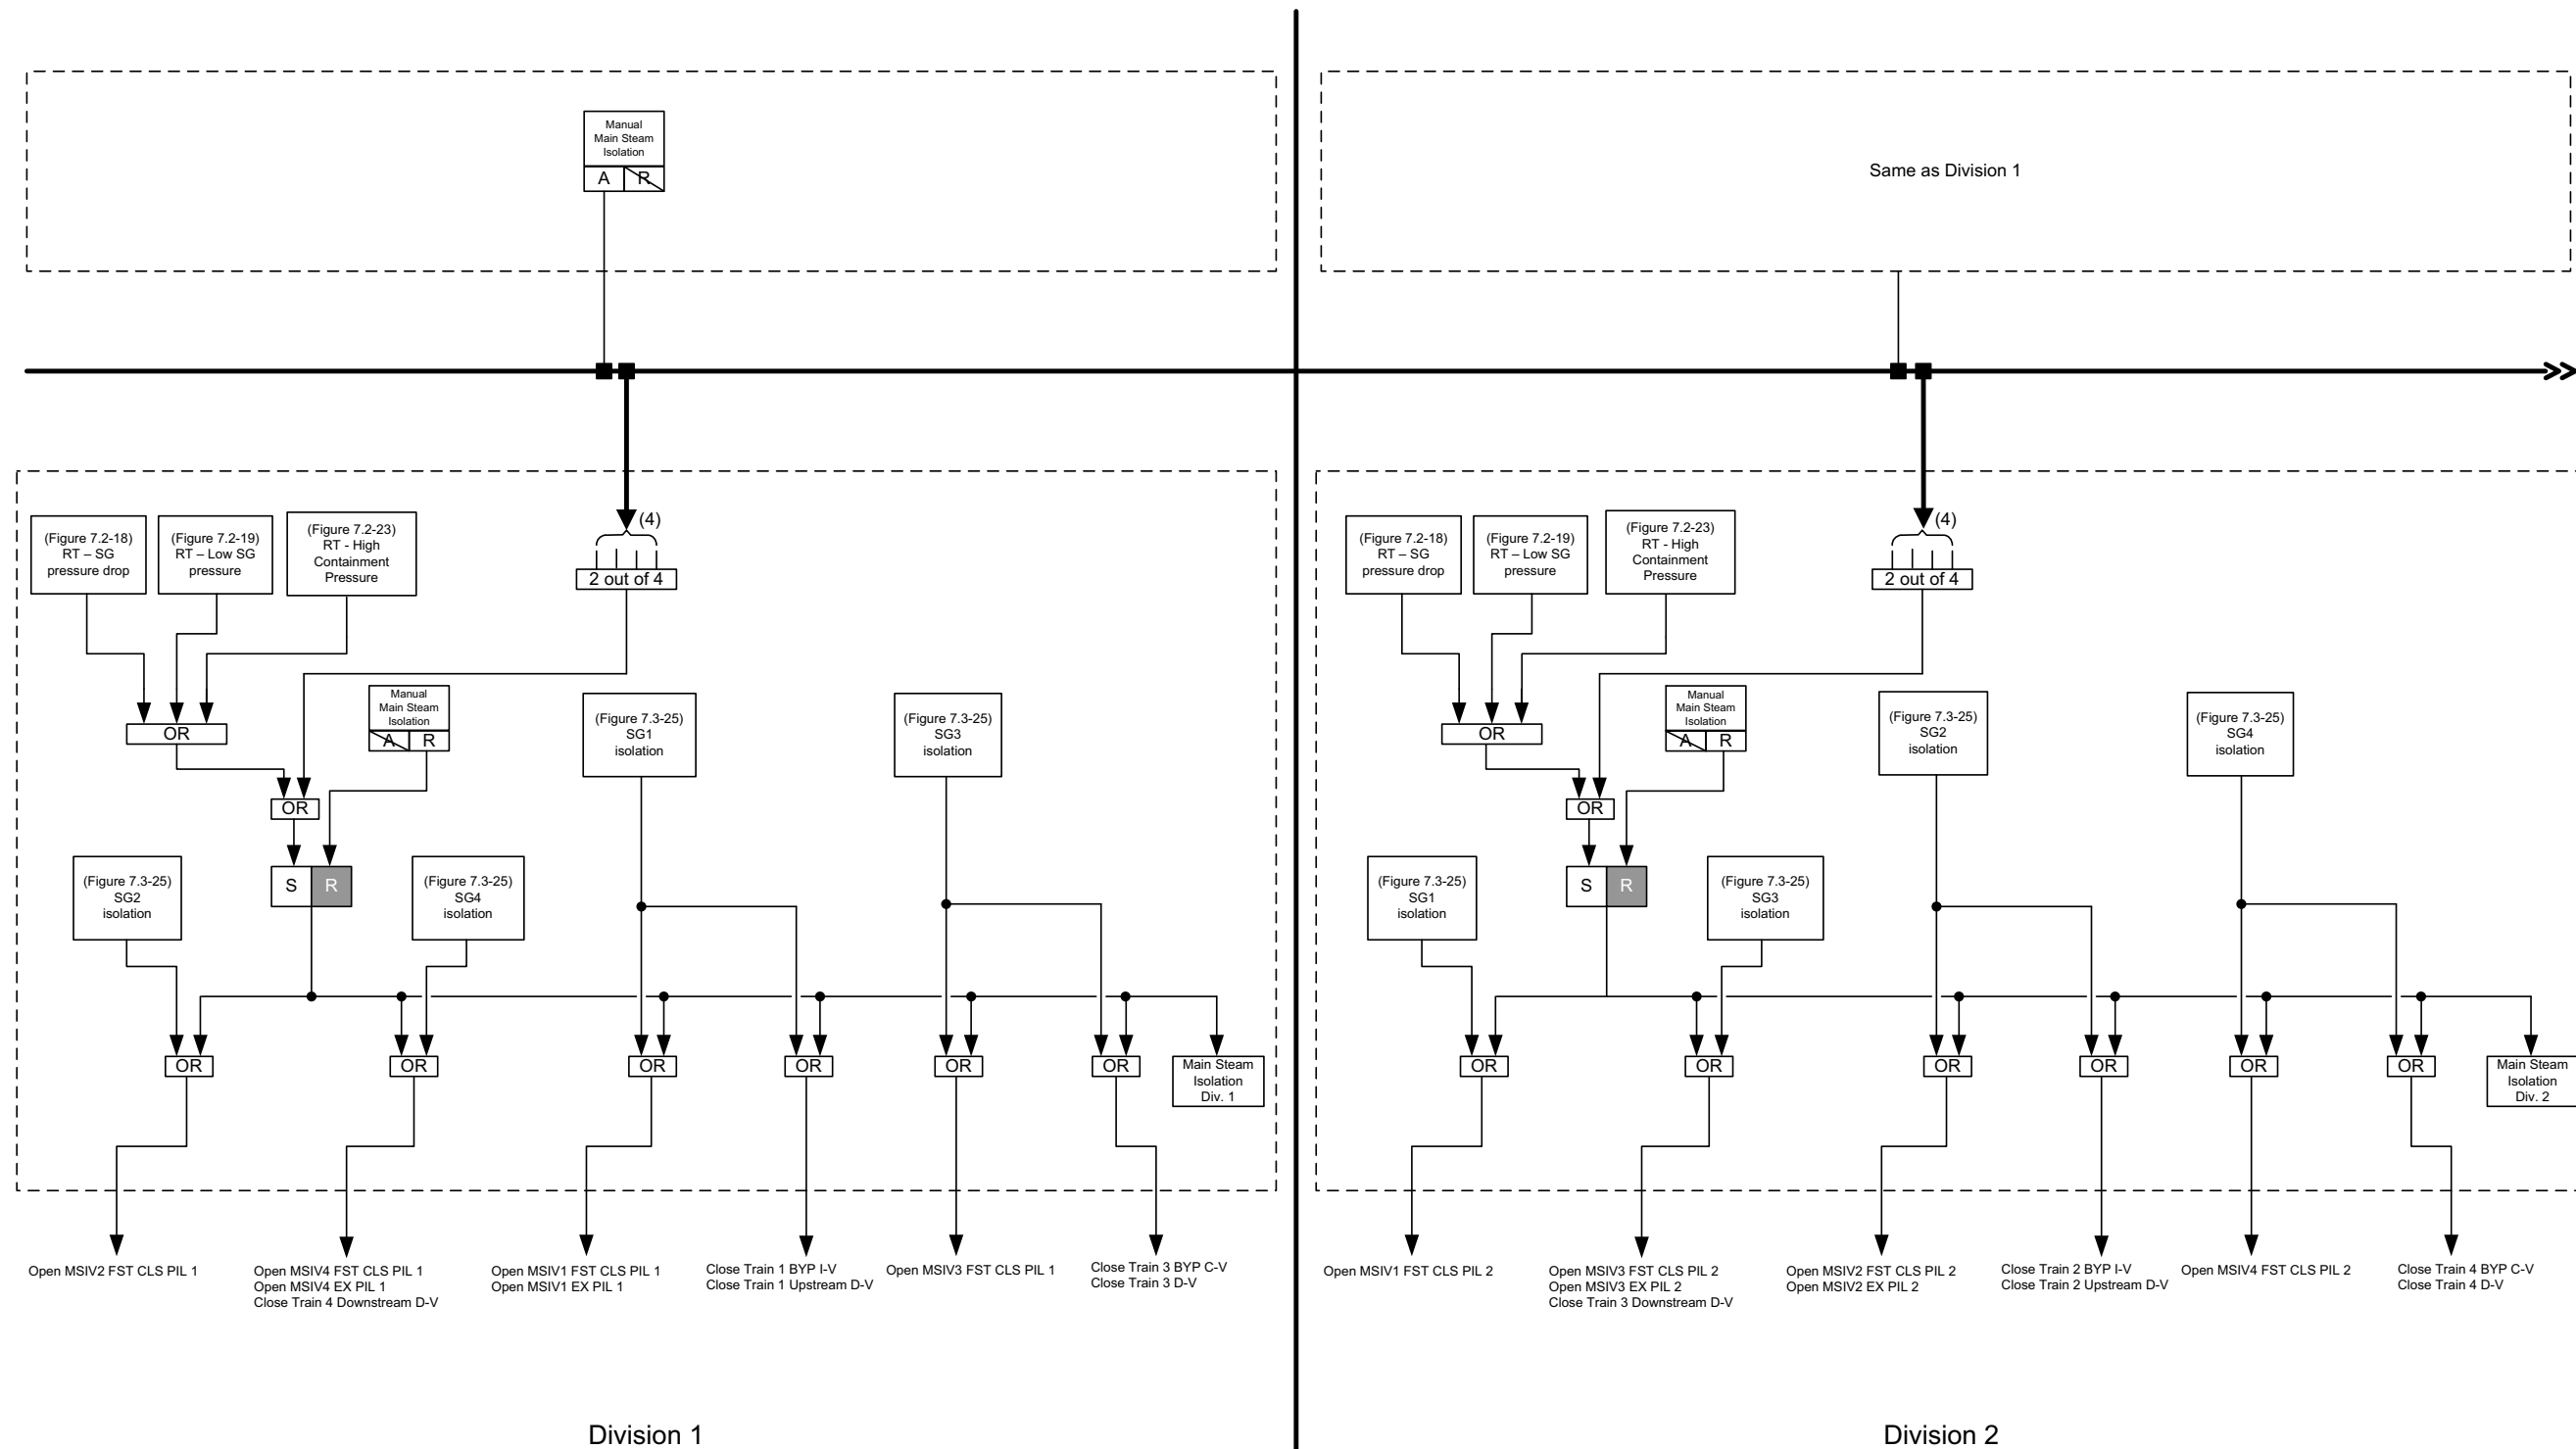 Manual
Main Steam
Isolation
A R
Same as Division 1
(Figure 7.2-18)
RT – SG
pressure drop
(Figure 7.2-19)
RT – Low SG
pressure
(Figure 7.2-23)
RT - High
Containment
Pressure
(4)
2 out of 4
OR
Manual
Main Steam
Isolation
A R
(Figure 7.3-25)
SG1
isolation
(Figure 7.3-25)
SG3
isolation
OR
(Figure 7.3-25)
SG2
isolation
S R
(Figure 7.3-25)
SG4
isolation
OR
OR
OR
OR
OR
OR
Main Steam
Isolation
Div. 1
Open MSIV2 FST CLS PIL 1
Open MSIV4 FST CLS PIL 1
Open MSIV4 EX PIL 1
Close Train 4 Downstream D-V
Open MSIV1 FST CLS PIL 1
Open MSIV1 EX PIL 1
Close Train 1 BYP I-V
Close Train 1 Upstream D-V
Open MSIV3 FST CLS PIL 1
Close Train 3 BYP C-V
Close Train 3 D-V
Division 1
(Figure 7.2-18)
RT – SG
pressure drop
(Figure 7.2-19)
RT – Low SG
pressure
(Figure 7.2-23)
RT - High
Containment
Pressure
(4)
2 out of 4
OR
Manual
Main Steam
Isolation
A R
(Figure 7.3-25)
SG2
isolation
(Figure 7.3-25)
SG4
isolation
OR
(Figure 7.3-25)
SG1
isolation
S R
(Figure 7.3-25)
SG3
isolation
OR
OR
OR
OR
OR
OR
Main Steam
Isolation
Div. 2
Open MSIV1 FST CLS PIL 2
Open MSIV3 FST CLS PIL 2
Open MSIV3 EX PIL 2
Close Train 3 Downstream D-V
Open MSIV2 FST CLS PIL 2
Open MSIV2 EX PIL 2
Close Train 2 BYP I-V
Close Train 2 Upstream D-V
Open MSIV4 FST CLS PIL 2
Close Train 4 BYP C-V
Close Train 4 D-V
Division 2